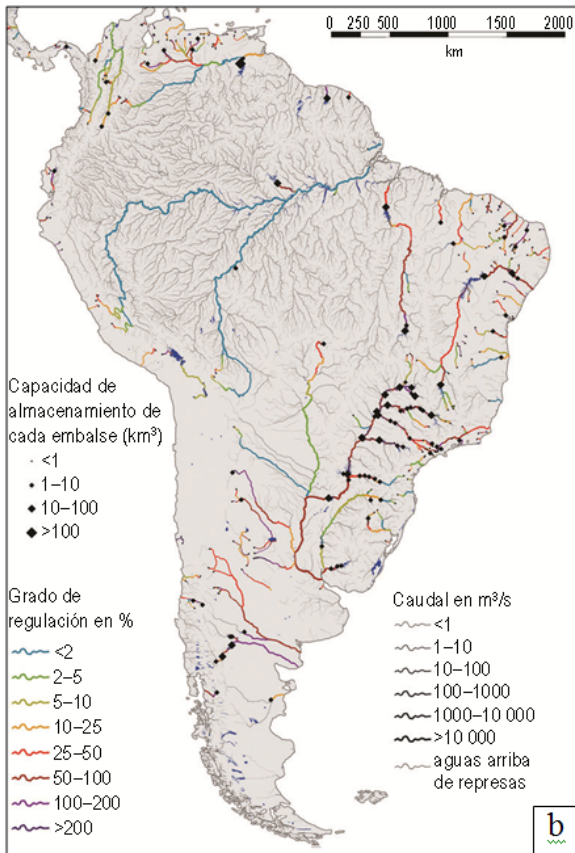 0 250 500 1000 1500 2000
km
Capacidad de
almacenamiento de
cada embalse (km³)
<1
1–10
10–100
>100
Grado de
regulación en %
<2
2–5
5–10
10–25
25–50
50–100
100–200
>200
Caudal en m³/s
<1
1–10
10–100
100–1000
1000–10 000
>10 000
aguas arriba
de represas
b